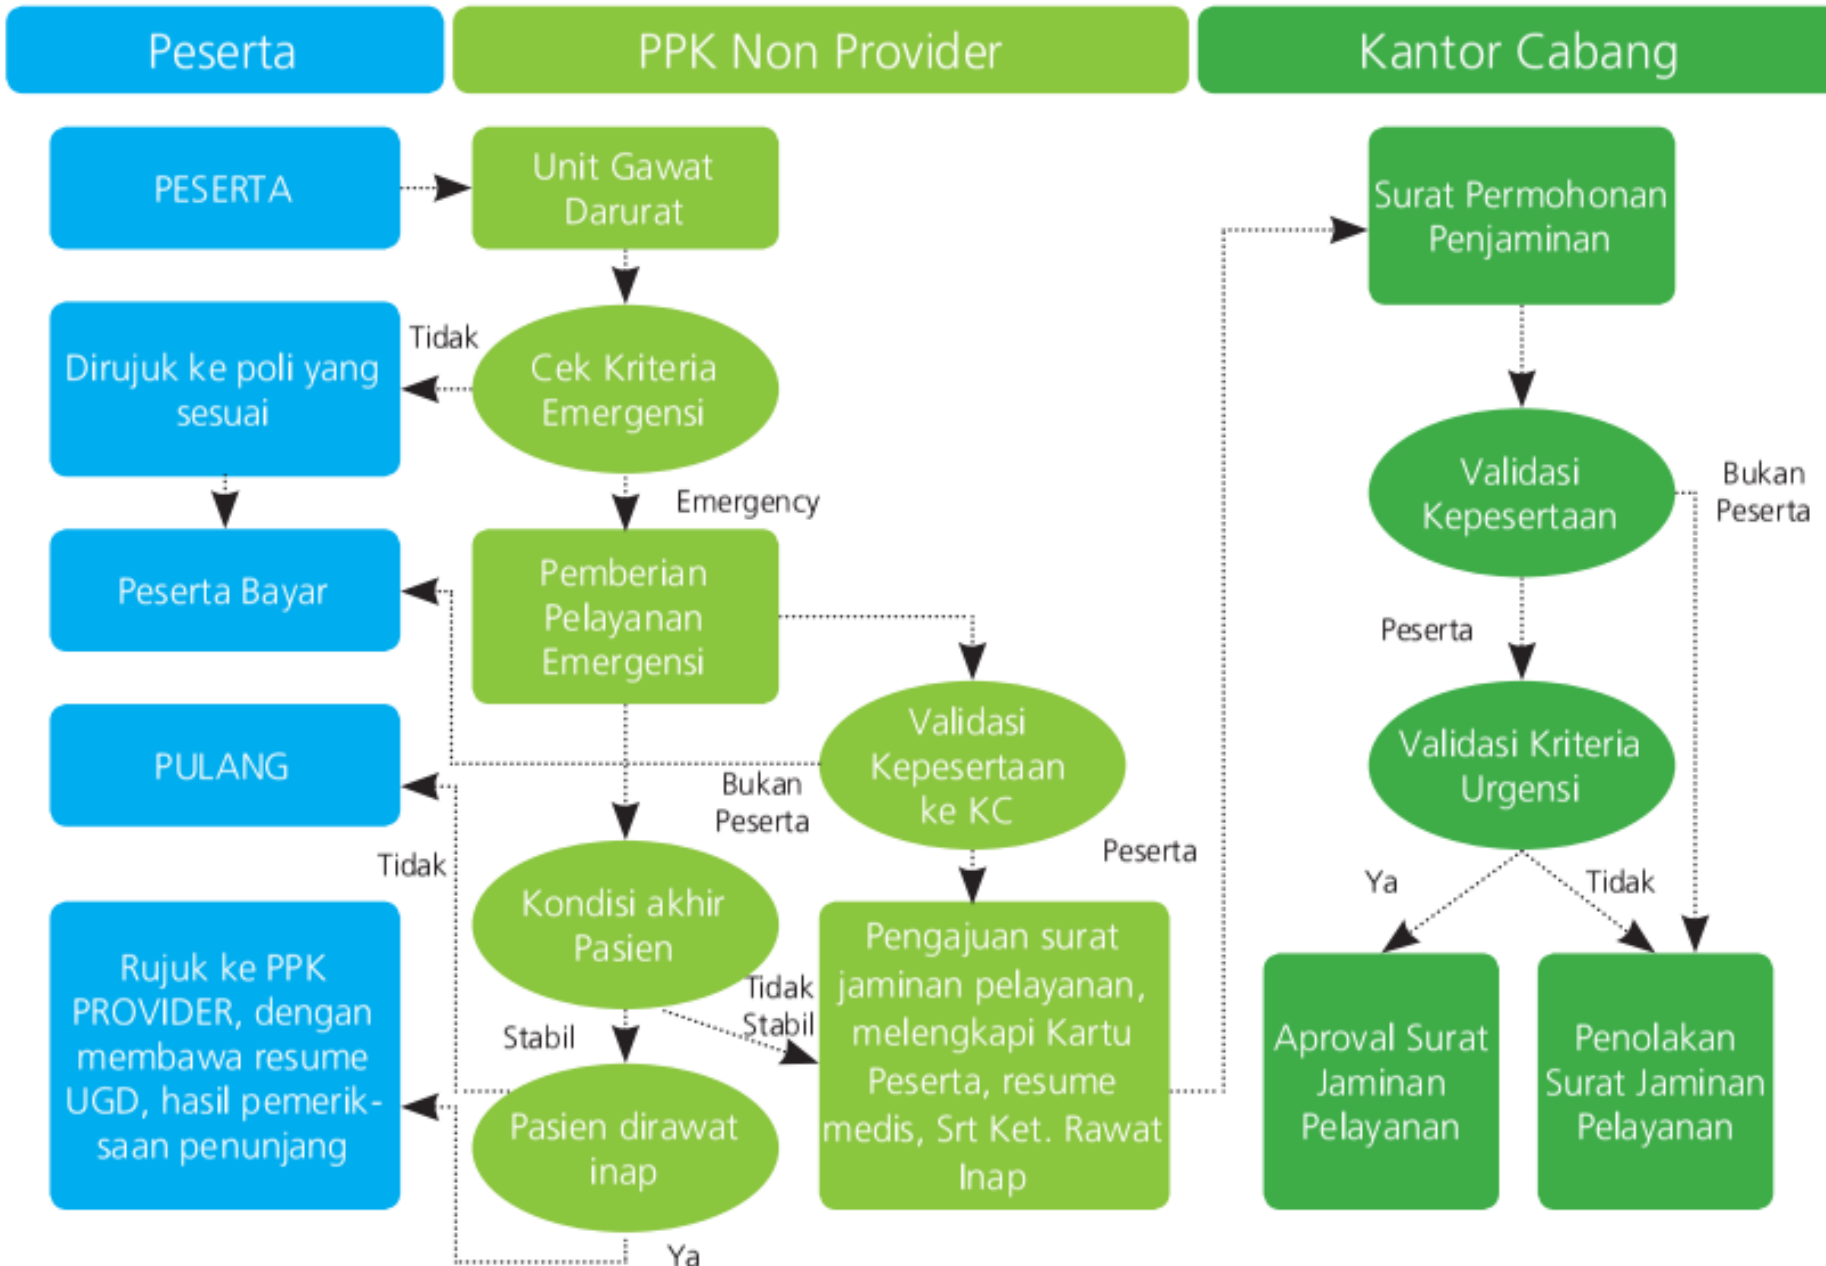 Peserta
PPK Non Provider
Kantor Cabang
PESERTA
Unit Gawat
Darurat
Surat Permohonan
Penjaminan
Dirujuk ke poli yang
sesuai
Tidak
Cek Kriteria
Emergensi
Emergency
Validasi
Kepesertaan
Bukan
Peserta
Peserta Bayar
Pemberian
Pelayanan
Emergensi
Peserta
PULANG
Validasi
Kepesertaan
ke KC
Bukan
Peserta
Validasi Kriteria
Urgensi
Tidak
Kondisi akhir
Pasien
Peserta
Ya
Tidak
Rujuk ke PPK
PROVIDER, dengan
membawa resume
UGD, hasil pemerik-
saan penunjang
Stabil
Tidak
Stabil
Pengajuan surat
jaminan pelayanan,
melengkapi Kartu
Peserta, resume
medis, Srt Ket. Rawat
Inap
Aproval Surat
Jaminan
Pelayanan
Penolakan
Surat Jaminan
Pelayanan
Pasien dirawat
inap
Ya